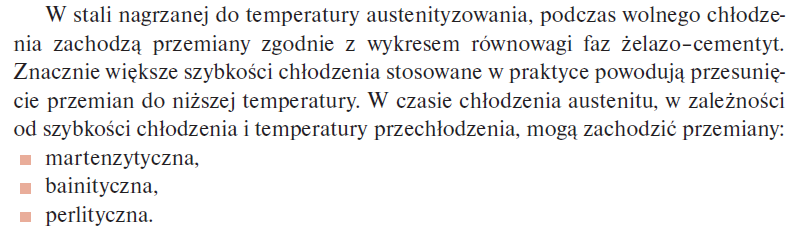 W stali nagrzanej do temperatury austenityzowania, podczas wolnego chłodze-
nia zachodzą przemiany zgodnie z wykresem równowagi faz żelazo–cementyt.
Znacznie większe szybkości chłodzenia stosowane w praktyce powodują przesunię-
cie przemian do niższej temperatury. W czasie chłodzenia austenitu, w zależności
od szybkości chłodzenia i temperatury przechłodzenia, mogą zachodzić przemiany:
martenzytyczna,
bainityczna,
perlityczna.